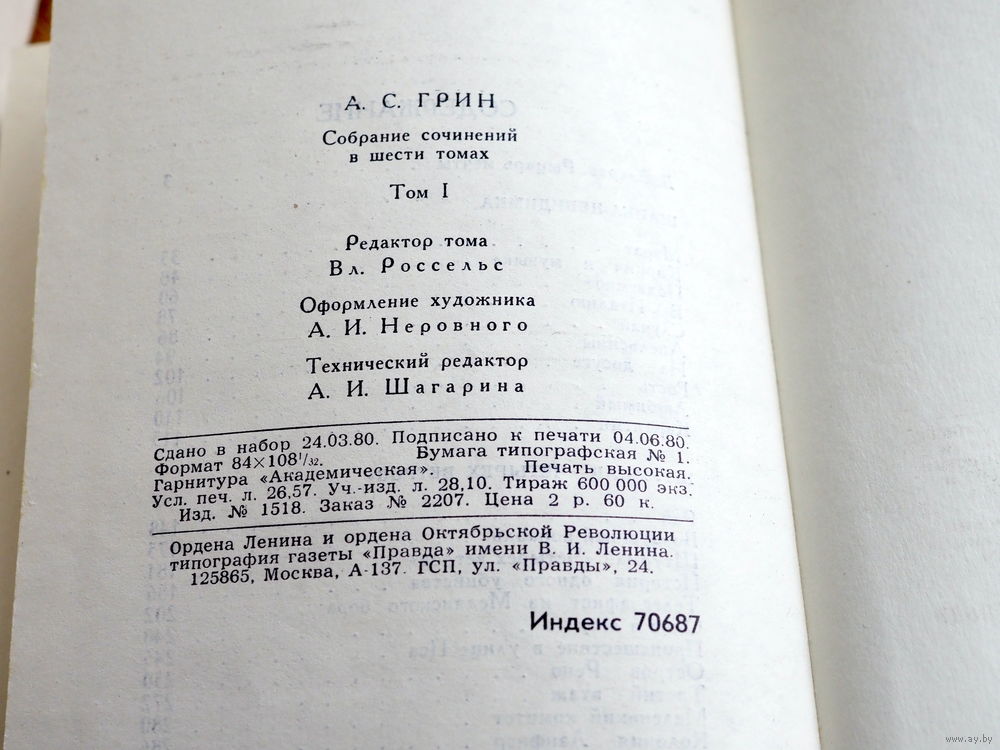 А. С. ГРИН
Собрание сочинений
в шести томах
Том I
Редактор тома
Вл. Россельс
Оформление художника
А. И. Неровного
Технический редактор
А. И. Шагарина
Сдано в набор 24.03.80. Подписано к печати 04.06.80.
Формат 84×108¹/₃₂. Бумага типографская № 1.
Гарнитура «Академическая». Печать высокая.
Усл. печ. л. 26,57. Уч.-изд. л. 28,10. Тираж 600 000 экз.
Изд. № 1518. Заказ № 2207. Цена 2 р. 60 к.
Ордена Ленина и ордена Октябрьской Революции
типография газеты «Правда» имени В. И. Ленина.
125865, Москва, А-137. ГСП, ул. «Правды», 24.
Индекс 70687
www.ay.by